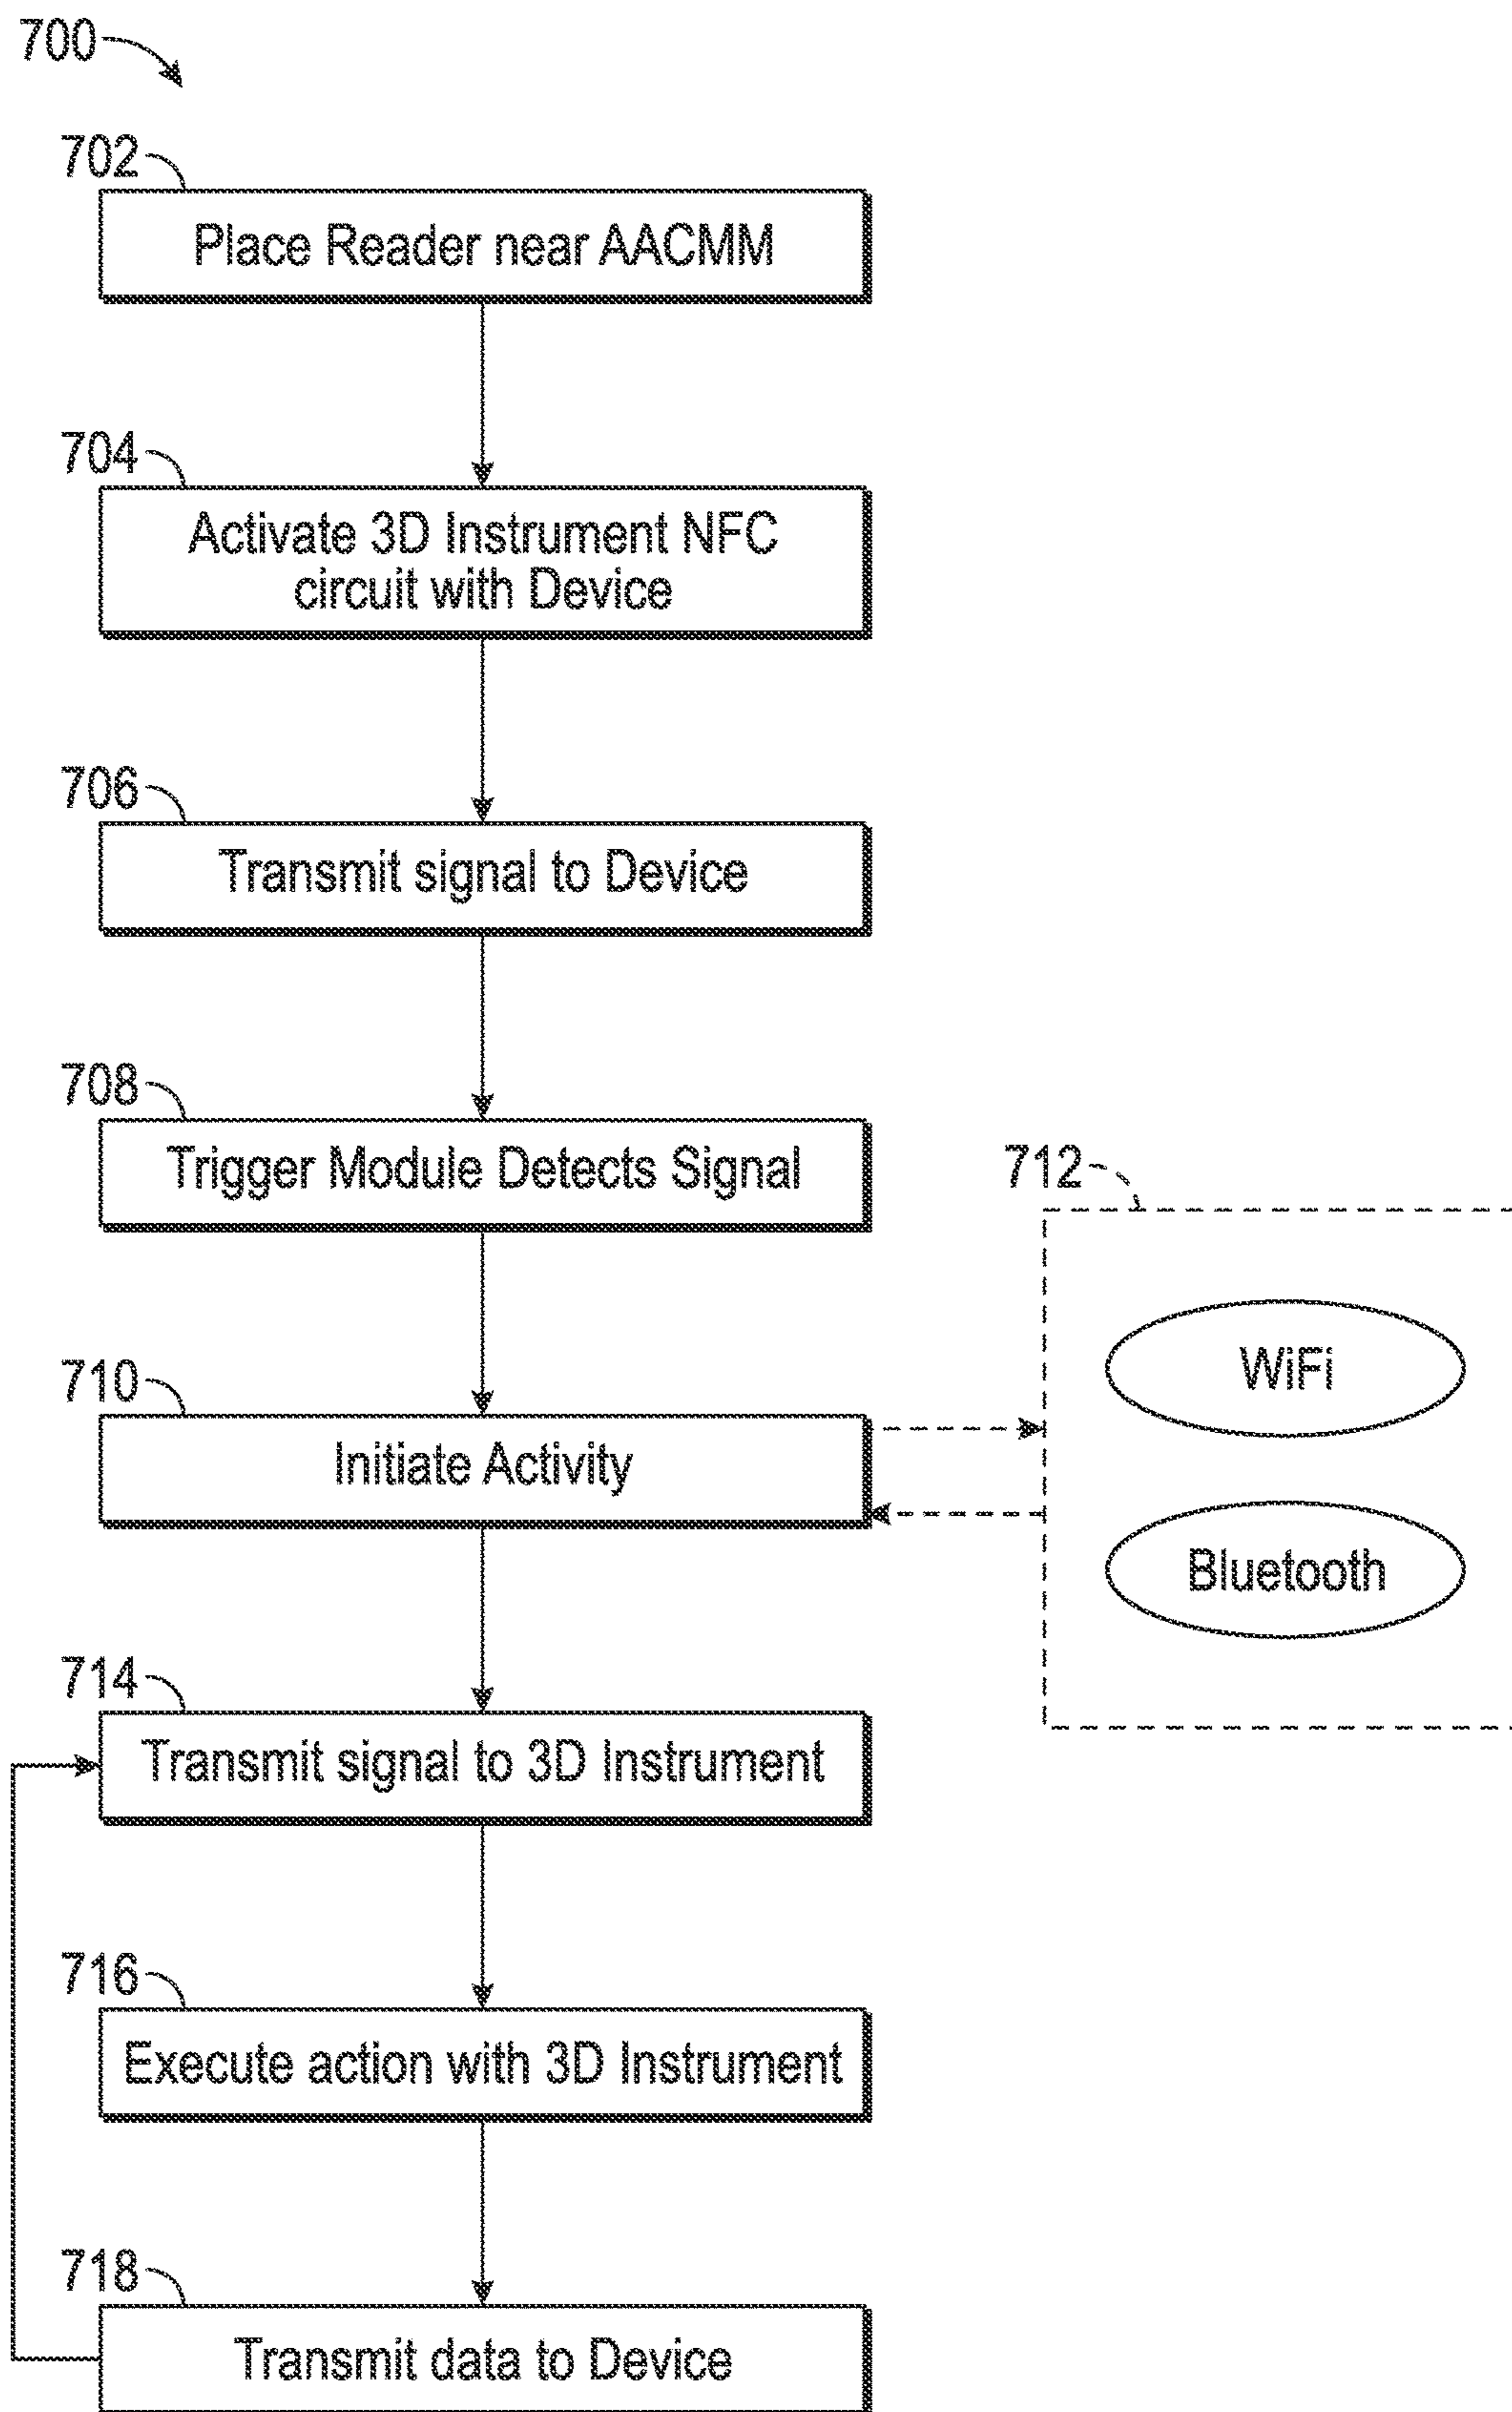 700
702
Place Reader near AACMM
704
Activate 3D Instrument NFC
circuit with Device
706
Transmit signal to Device
708
Trigger Module Detects Signal
712
WiFi
710
Initiate Activity
Bluetooth
714
Transmit signal to 3D Instrument
716
Execute action with 3D Instrument
718
Transmit data to Device